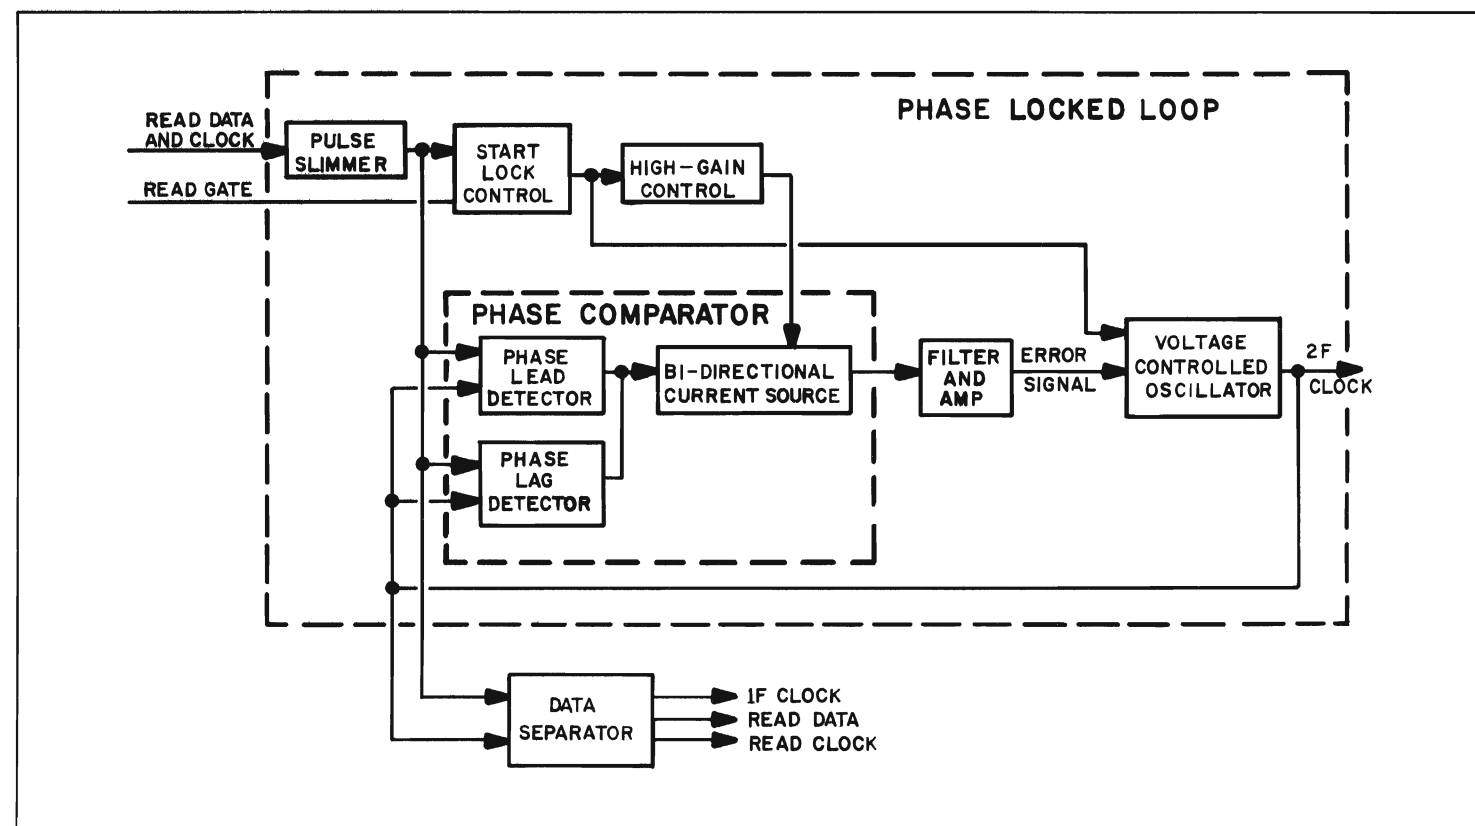 PHASE LOCKED LOOP
READ DATA
AND CLOCK
READ GATE
PULSE
SLIMMER
START
LOCK
CONTROL
HIGH-GAIN
CONTROL
PHASE COMPARATOR
PHASE
LEAD
DETECTOR
BI-DIRECTIONAL
CURRENT SOURCE
FILTER
AND
AMP
ERROR
SIGNAL
VOLTAGE
CONTROLLED
OSCILLATOR
2F
CLOCK
PHASE
LAG
DETECTOR
DATA
SEPARATOR
1F CLOCK
READ DATA
READ CLOCK